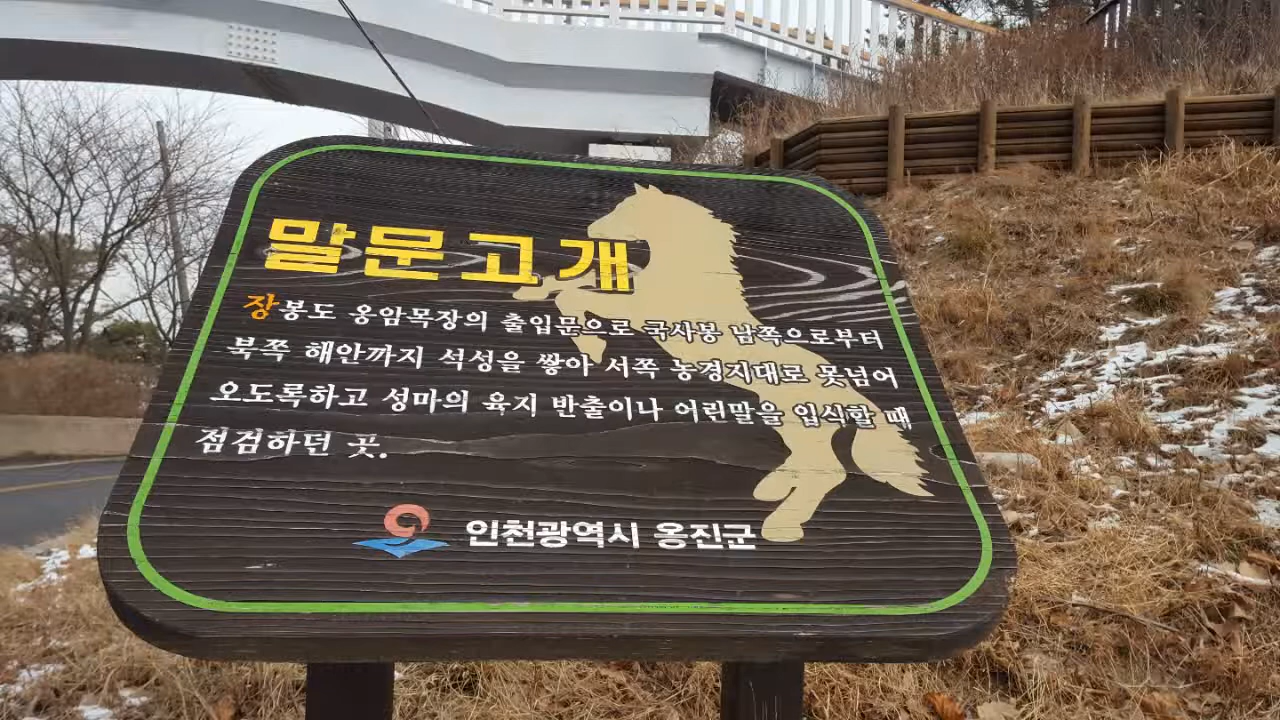 말문고개
장봉도 옹암목장의 출입문으로 국사봉 남쪽으로부터
북쪽 해안까지 석성을 쌓아 서쪽 농경지대로 못넘어
오도록하고 성마의 육지 반출이나 어린말을 입식할 때
점검하던 곳.
인천광역시 옹진군